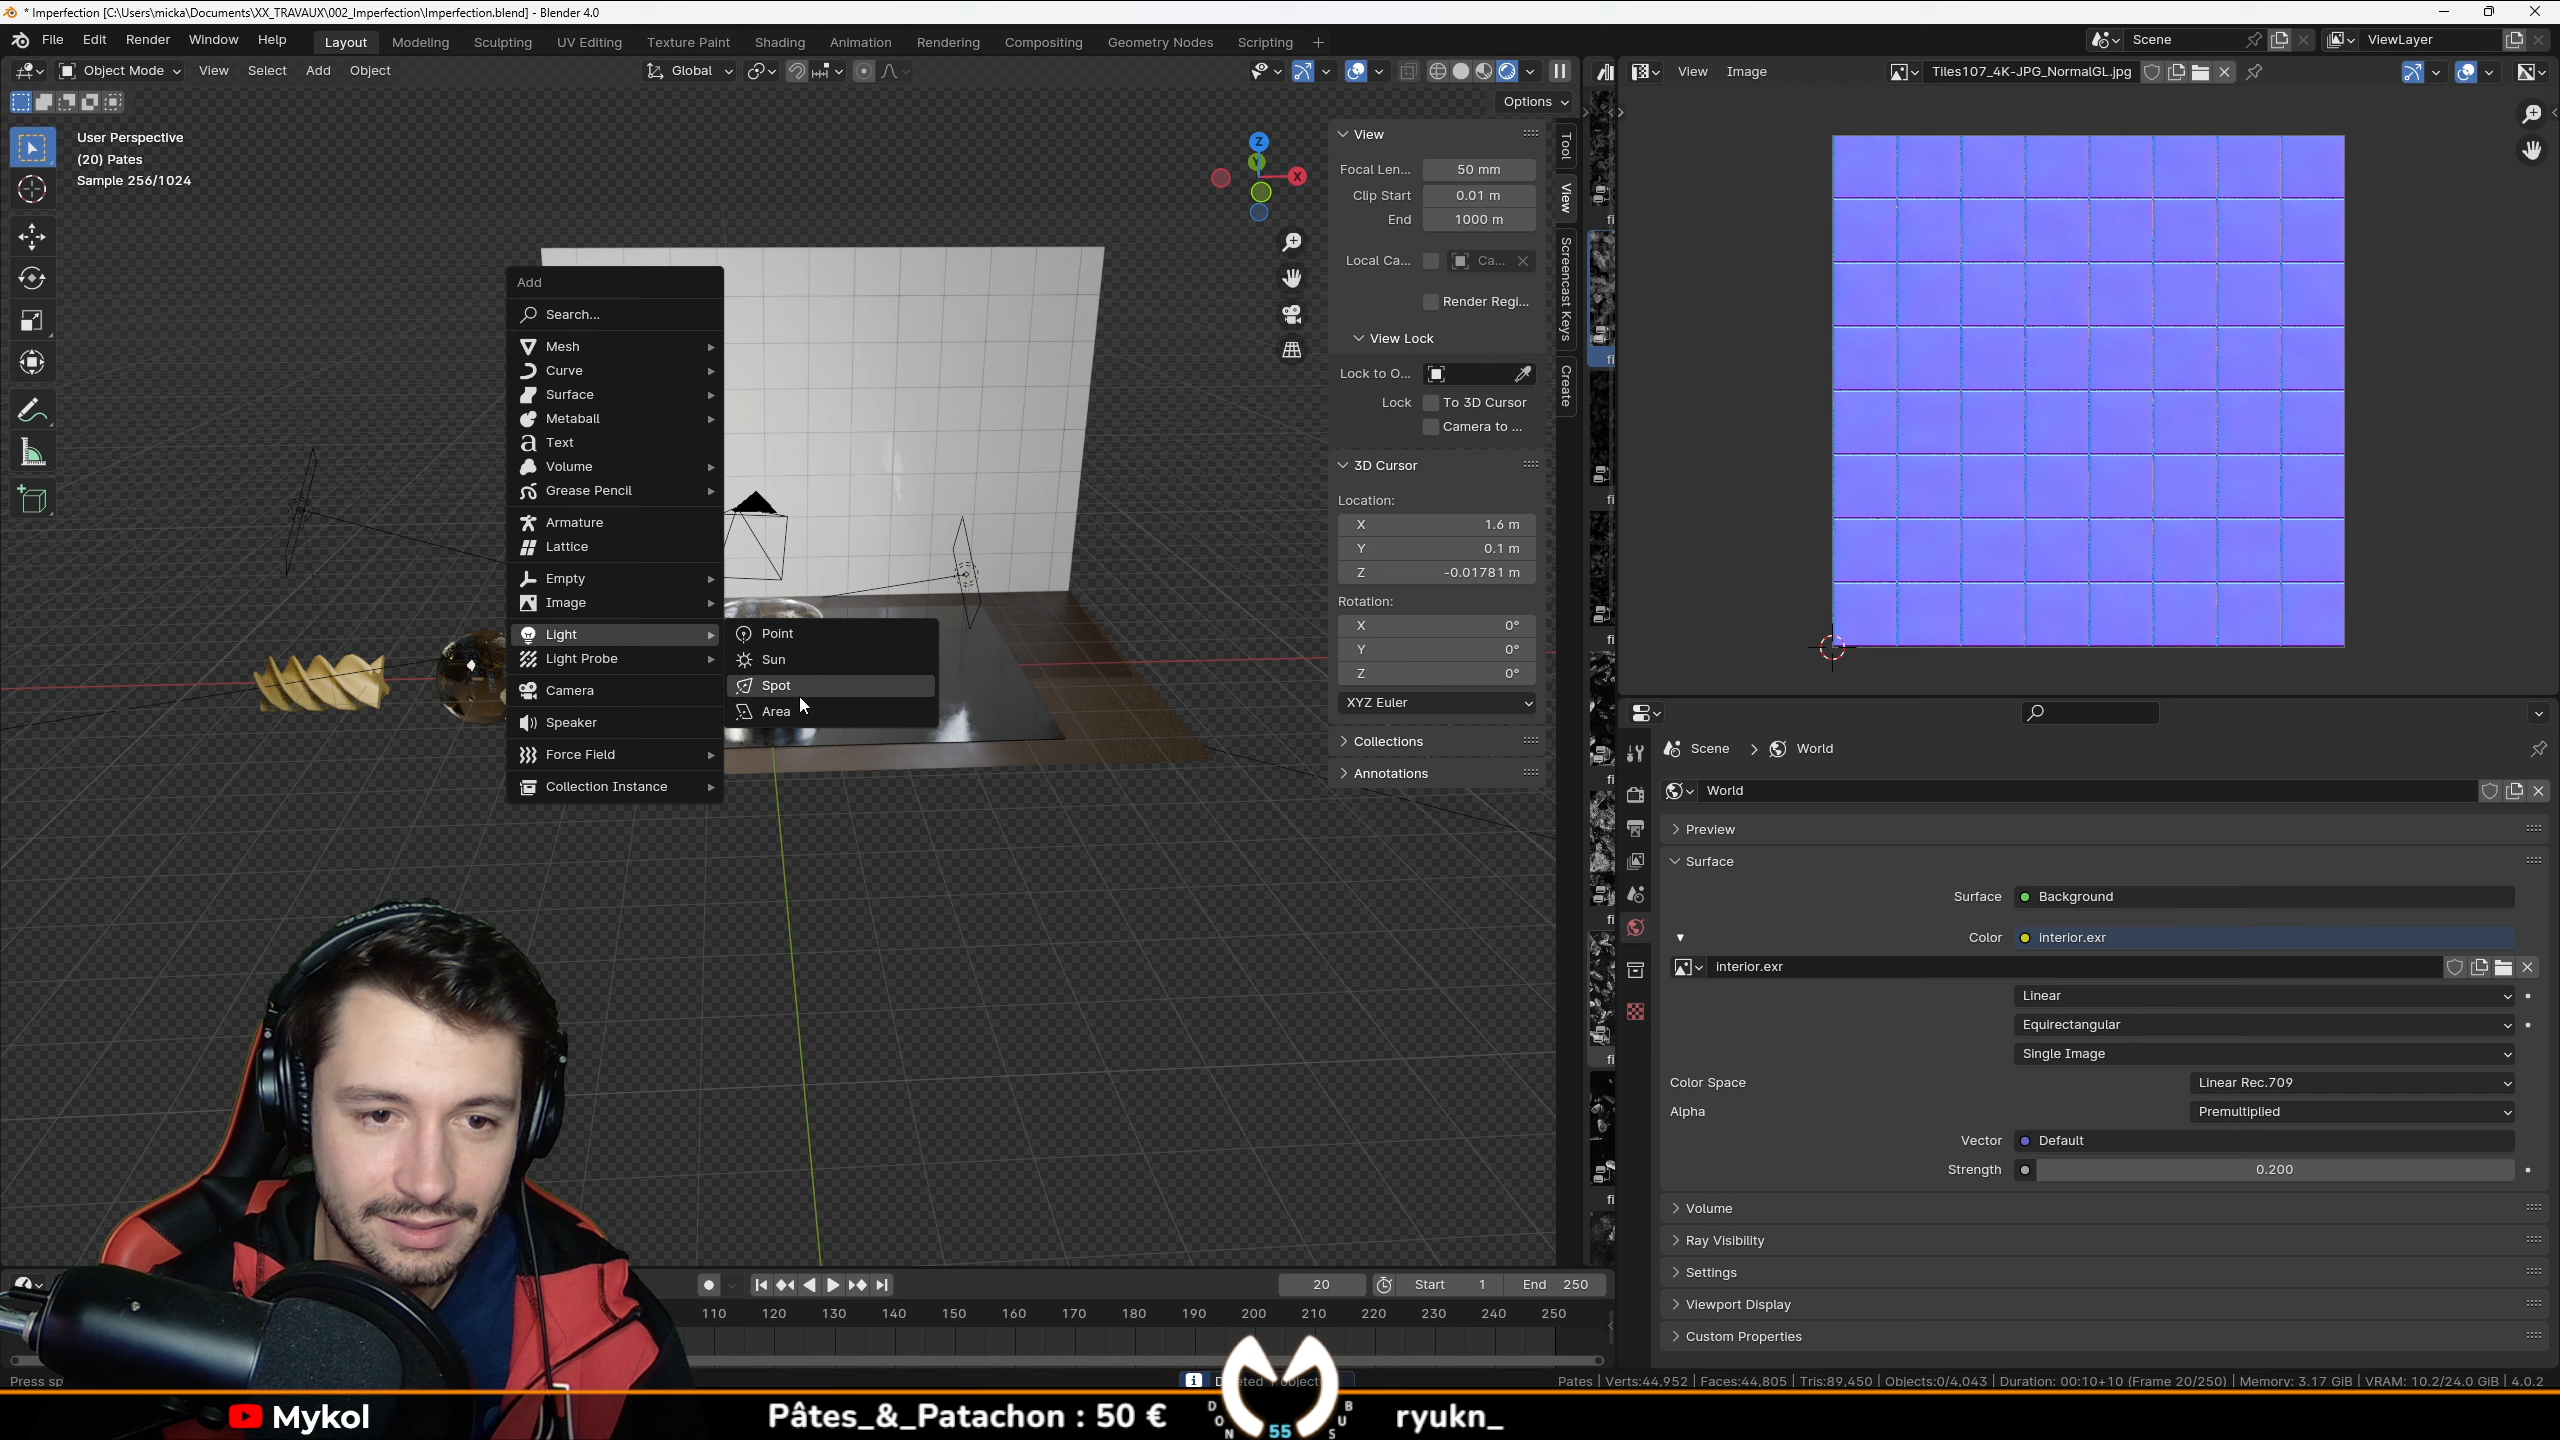 * Imperfection [C:\Users\micka\Documents\XX_TRAVAUX\002_Imperfection\Imperfection.blend] - Blender 4.0
File Edit Render Window Help Layout Modeling Sculpting UV Editing Texture Paint Shading Animation Rendering Compositing Geometry Nodes Scripting + Scene ViewLayer
Object Mode View Select Add Object Global View Image Tiles107_4K-JPG_NormalGL.jpg
Options
User Perspective
(20) Pates
Sample 256/1024
Z
Y
X
View
Focal Len... 50 mm
Clip Start 0.01 m
End 1000 m
Local Ca... Ca...
Render Regi...
View Lock
Lock to O...
Lock To 3D Cursor
Camera to ...
3D Cursor
Location:
X 1.6 m
Y 0.1 m
Z -0.01781 m
Rotation:
X 0°
Y 0°
Z 0°
XYZ Euler
Collections
Annotations
Tool
View
Screencast Keys
Create
fi
fi
fi
fi
fi
fi
fi
fi
Add
Search...
Mesh
Curve
Surface
Metaball
Text
Volume
Grease Pencil
Armature
Lattice
Empty
Image
Light
Light Probe
Camera
Speaker
Force Field
Collection Instance
Point
Sun
Spot
Area
Scene > World
World
Preview
Surface
Surface Background
Color interior.exr
interior.exr
Linear
Equirectangular
Single Image
Color Space Linear Rec.709
Alpha Premultiplied
Vector Default
Strength 0.200
Volume
Ray Visibility
Settings
Viewport Display
Custom Properties
20 Start 1 End 250
110 120 130 140 150 160 170 180 190 200 210 220 230 240 250
Press sp
Pates | Verts:44,952 | Faces:44,805 | Tris:89,450 | Objects:0/4,043 | Duration: 00:10+10 (Frame 20/250) | Memory: 3.17 GiB | VRAM: 10.2/24.0 GiB | 4.0.2
Mykol Pâtes_&_Patachon : 50 € DON 55 BUS ryukn_